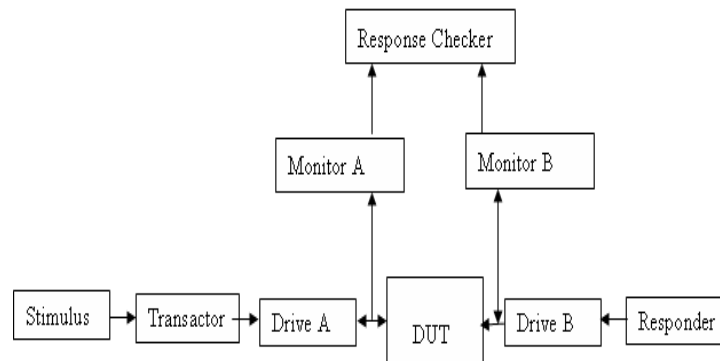 Response Checker
Monitor A
Monitor B
Stimulus
Transactor
Drive A
DUT
Drive B
Responder